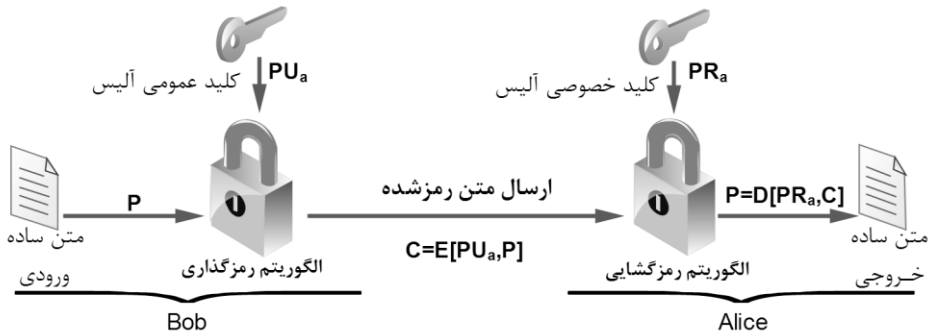 PUa
کلید عمومی آلیس
PRa
کلید خصوصی آلیس
P
ارسال متن رمزشده
P=D[PRa,C]
متن ساده
ورودی
الگوریتم رمزگذاری
C=E[PUa,P]
الگوریتم رمزگشایی
متن ساده
خـروجی
Bob
Alice